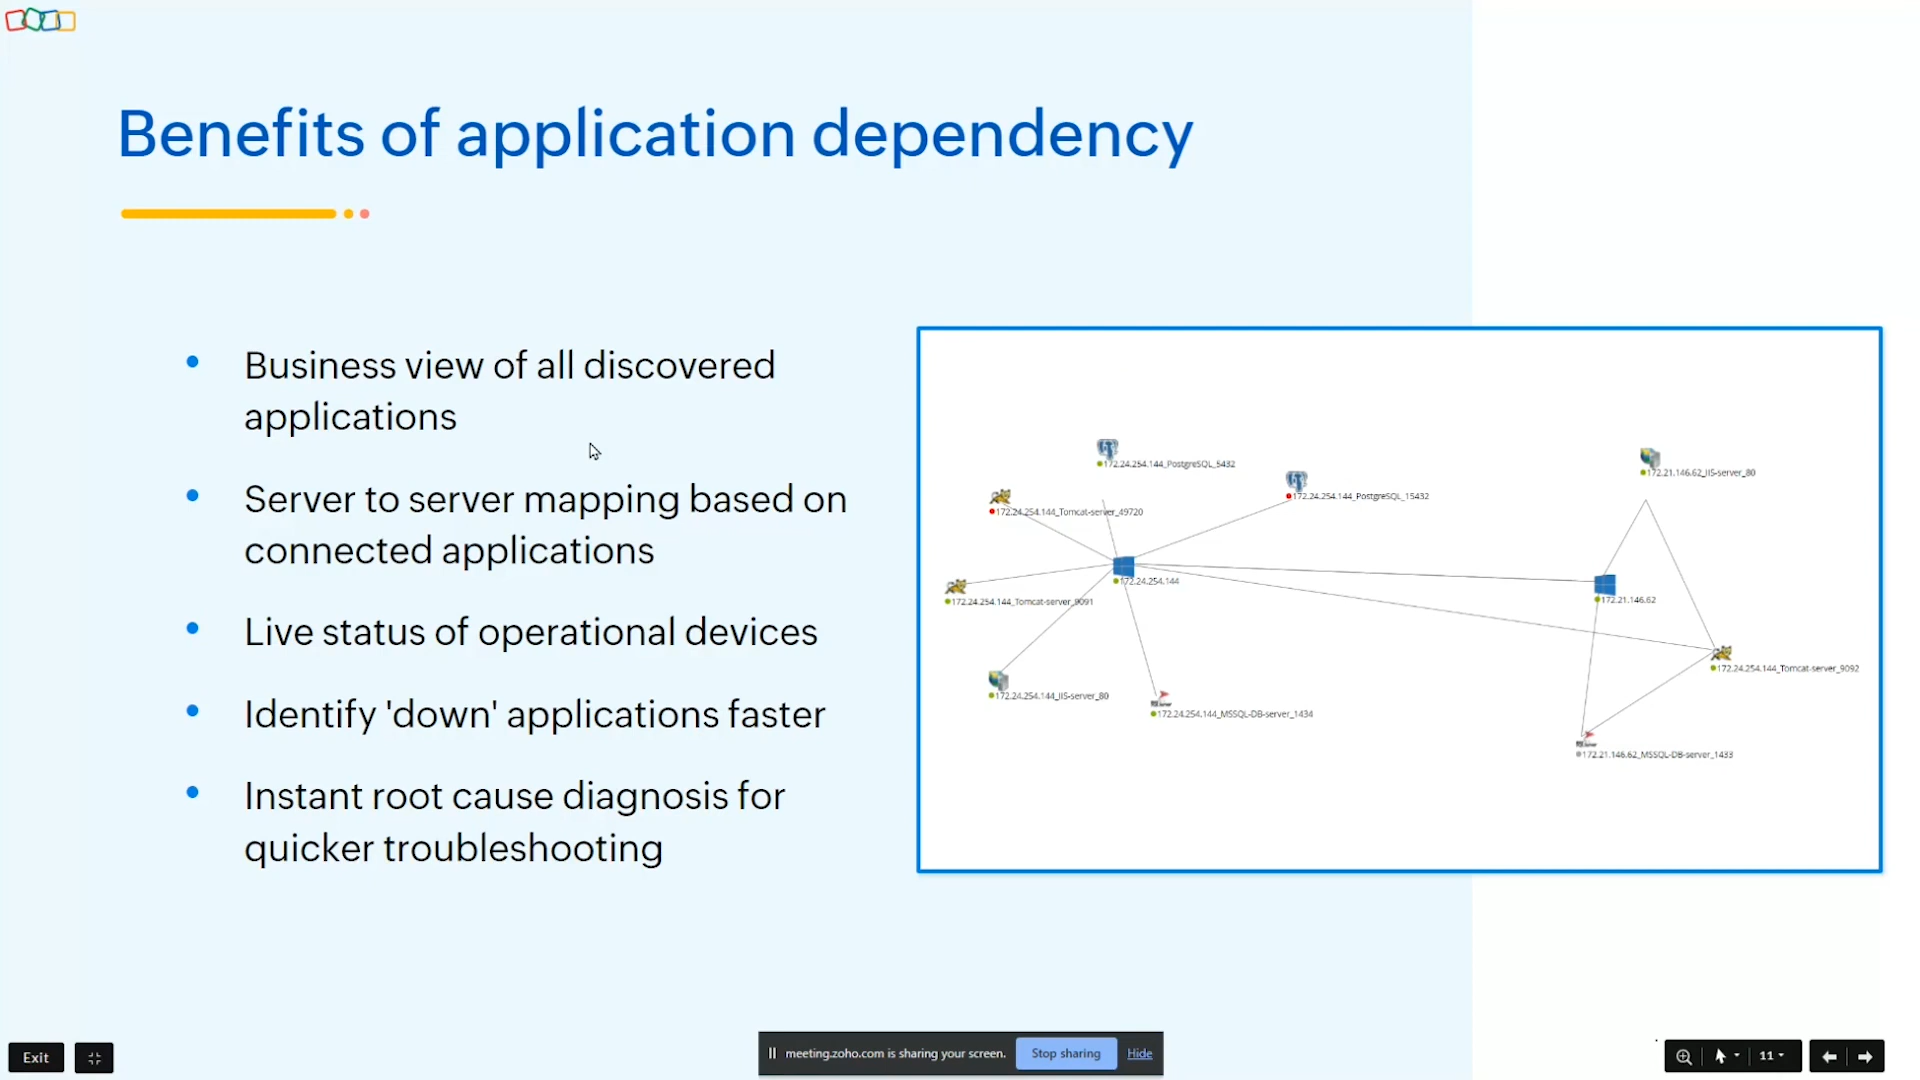 Benefits of application dependency
Business view of all discovered
applications
Server to server mapping based on
connected applications
Live status of operational devices
Identify 'down' applications faster
Instant root cause diagnosis for
quicker troubleshooting
172.24.254.144_PostgreSQL_5432
172.21.146.62_IIS-server_80
172.24.254.144_PostgreSQL_15432
172.24.254.144_Tomcat-server_49720
172.24.254.144
172.24.254.144_Tomcat-server_9091
172.21.146.62
172.24.254.144_Tomcat-server_9092
172.24.254.144_IIS-server_80
172.24.254.144_MSSQL-DB-server_1434
172.21.146.62_MSSQL-DB-server_1433
Exit
meeting.zoho.com is sharing your screen.
Stop sharing
Hide
11